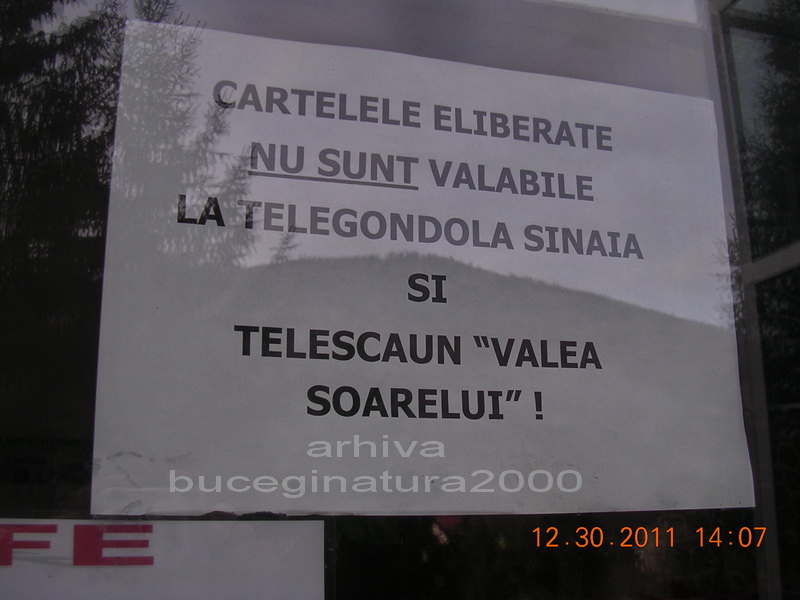 CARTELELE ELIBERATE
NU SUNT VALABILE
LA TELEGONDOLA SINAIA
SI
TELESCAUN “VALEA
SOARELUI” !
arhiva
buceginatura2000
FE
12.30.2011 14:07